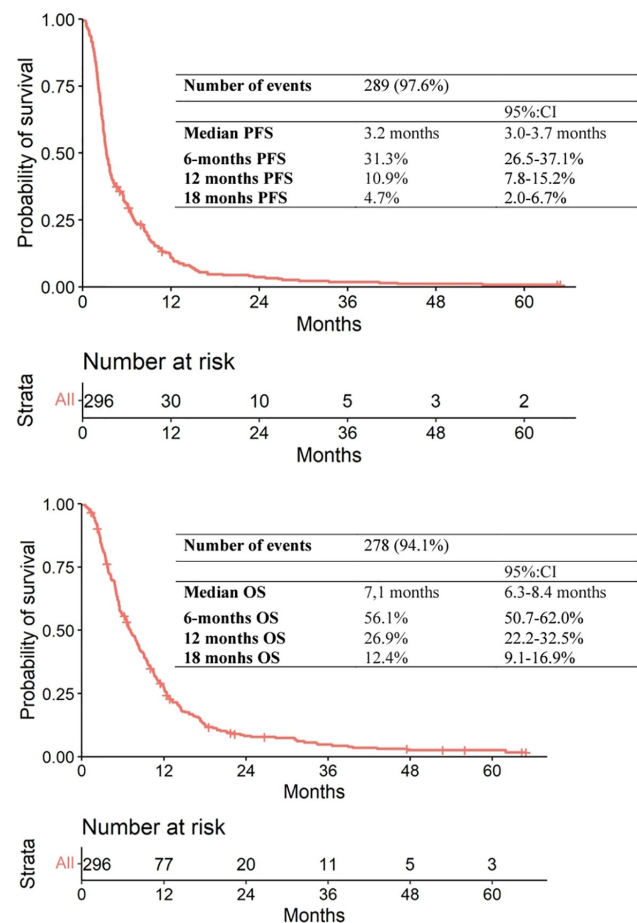 1.00
0.75
0.50
0.25
0.00
Probability of survival
Number of events 289 (97.6%)
95%:CI
Median PFS 3.2 months 3.0-3.7 months
6-months PFS 31.3% 26.5-37.1%
12 months PFS 10.9% 7.8-15.2%
18 monhs PFS 4.7% 2.0-6.7%
0 12 24 36 48 60
Months
Number at risk
Strata
All 296 30 10 5 3 2
0 12 24 36 48 60
Months
1.00
0.75
0.50
0.25
0.00
Probability of survival
Number of events 278 (94.1%)
95%:CI
Median OS 7,1 months 6.3-8.4 months
6-months OS 56.1% 50.7-62.0%
12 months OS 26.9% 22.2-32.5%
18 monhs OS 12.4% 9.1-16.9%
0 12 24 36 48 60
Months
Number at risk
Strata
All 296 77 20 11 5 3
0 12 24 36 48 60
Months